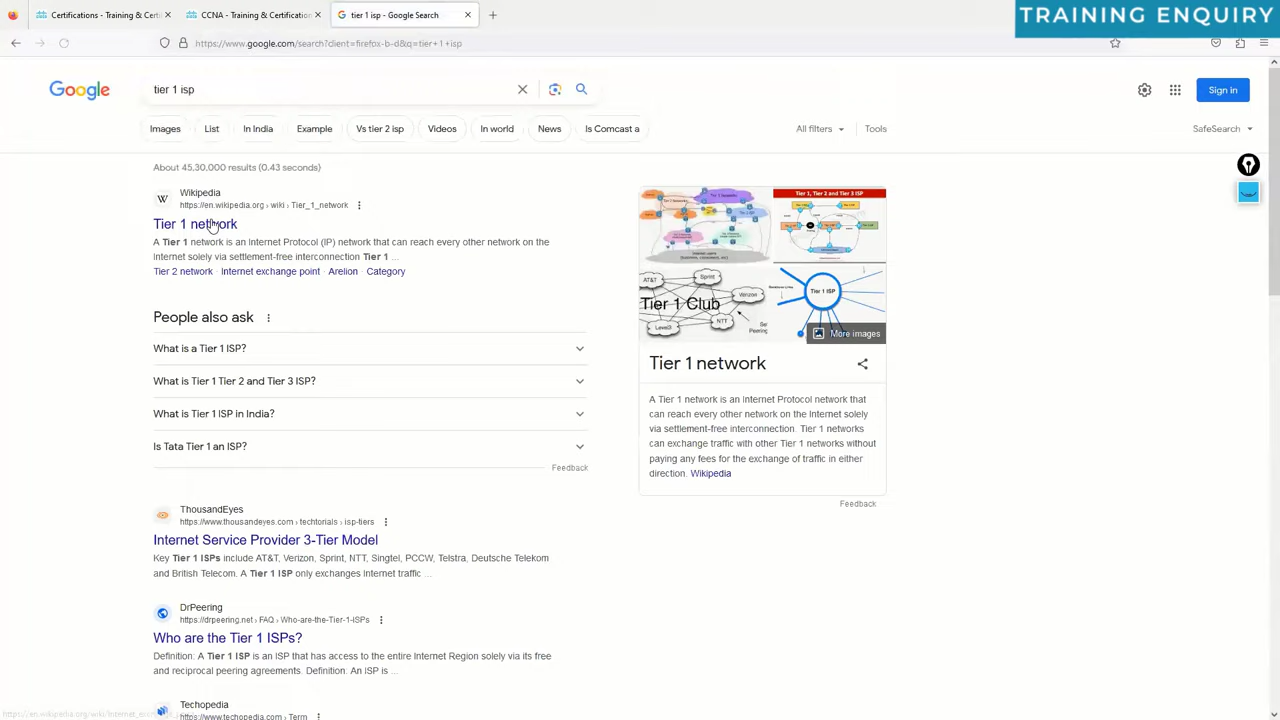 Certifications - Training & Certi
CCNA - Training & Certification
tier 1 isp - Google Search
TRAINING ENQUIRY
https://www.google.com/search?client=firefox-b-d&q=tier+1+isp
Google
tier 1 isp
Sign in
Images
List
In India
Example
Vs tier 2 isp
Videos
In world
News
Is Comcast a
All filters
Tools
SafeSearch
About 45,30,000 results (0.43 seconds)
W
Wikipedia
https://en.wikipedia.org › wiki › Tier_1_network
Tier 1 network
A Tier 1 network is an Internet Protocol (IP) network that can reach every other network on the
Internet solely via settlement-free interconnection Tier 1 ...
Tier 2 network · Internet exchange point · Arelion · Category
People also ask
What is a Tier 1 ISP?
What is Tier 1 Tier 2 and Tier 3 ISP?
What is Tier 1 ISP in India?
Is Tata Tier 1 an ISP?
Feedback
ThousandEyes
https://www.thousandeyes.com › techtorials › isp-tiers
Internet Service Provider 3-Tier Model
Key Tier 1 ISPs include AT&T, Verizon, Sprint, NTT, Singtel, PCCW, Telstra, Deutsche Telekom
and British Telecom. A Tier 1 ISP only exchanges Internet traffic ...
DrPeering
https://drpeering.net › FAQ › Who-are-the-Tier-1-ISPs
Who are the Tier 1 ISPs?
Definition: A Tier 1 ISP is an ISP that has access to the entire Internet Region solely via its free
and reciprocal peering agreements. Definition. An ISP is ...
Techopedia
https://www.techopedia.com › Term
Tier 1, Tier 2 and Tier 3 ISP
AT&T
Sprint
Verizon
Tier 1 Club
Level3
NTT
Peering
Tier 1 ISP
More images
Tier 1 network
A Tier 1 network is an Internet Protocol network that
can reach every other network on the Internet solely
via settlement-free interconnection. Tier 1 networks
can exchange traffic with other Tier 1 networks without
paying any fees for the exchange of traffic in either
direction. Wikipedia
Feedback